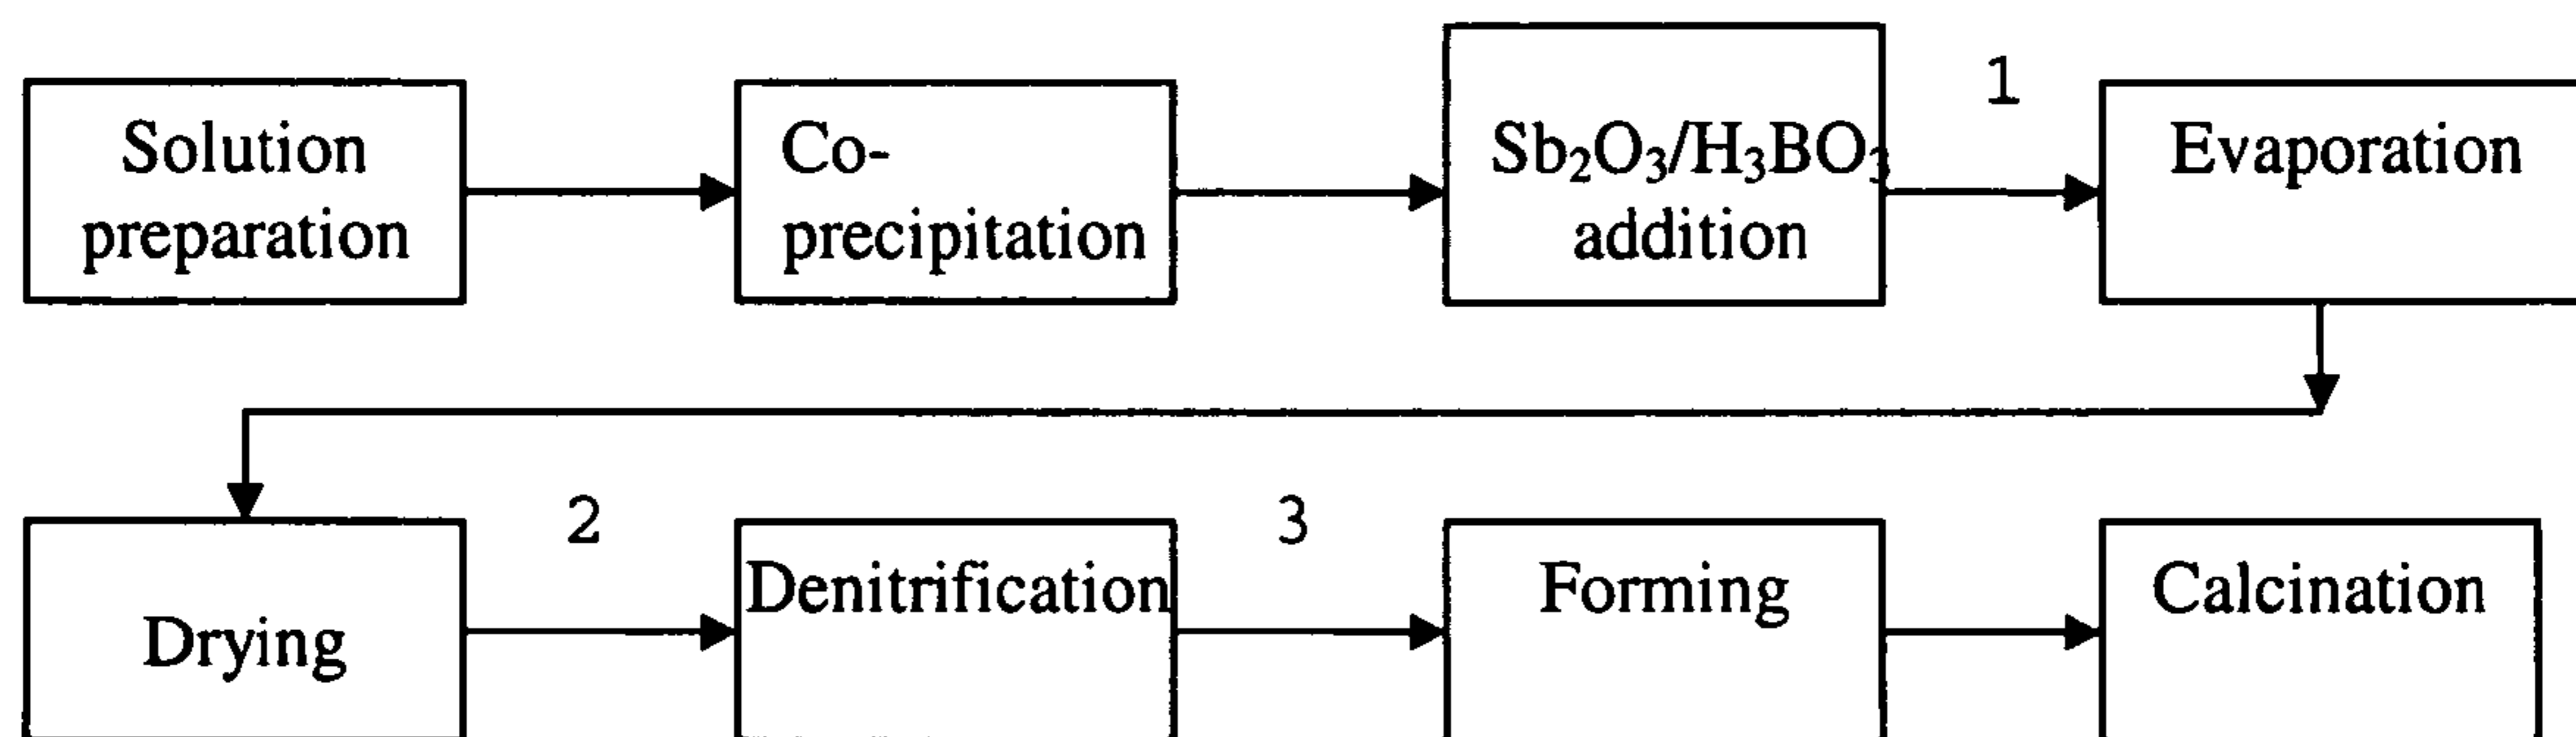 Solution
preparation
Co-
precipitation
Sb₂O₃/H₃BO₃
addition
1
Evaporation
Drying
2
Denitrification
3
Forming
Calcination